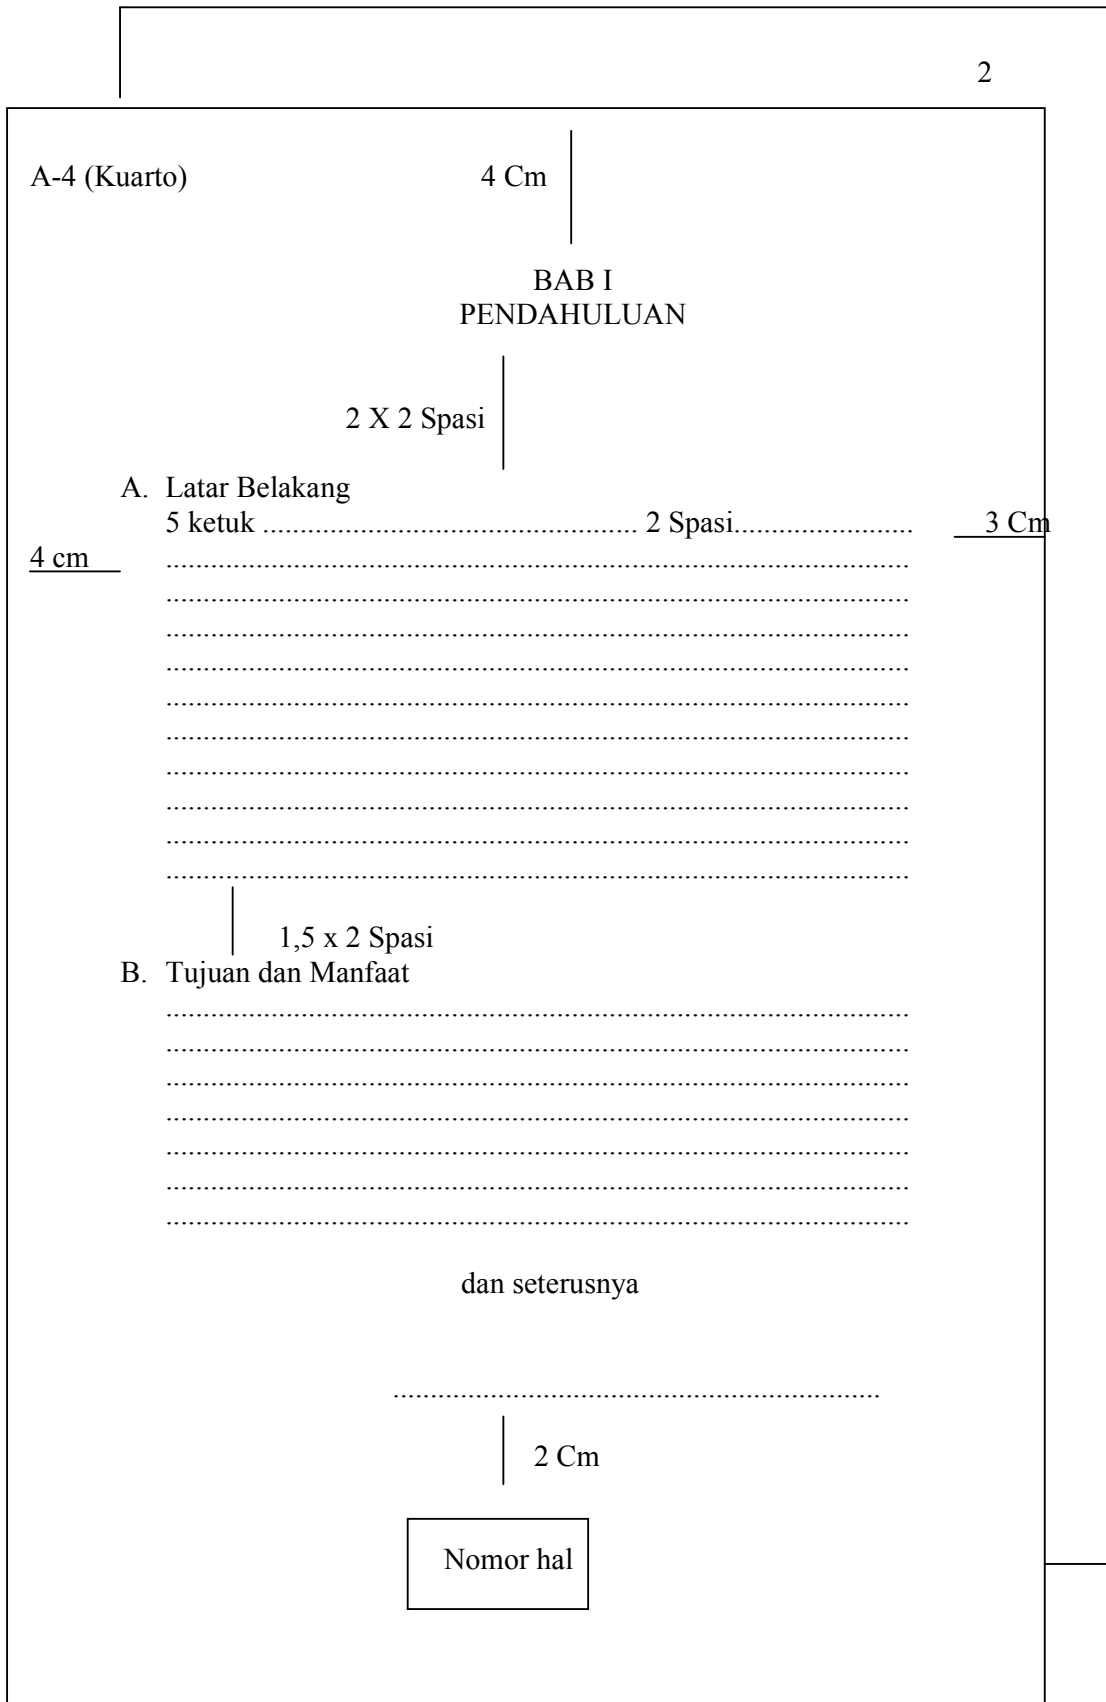 2
A-4 (Kuarto) 4 Cm
BAB I
PENDAHULUAN
2 X 2 Spasi
A. Latar Belakang
5 ketuk .................................................. 2 Spasi........................ 3 Cm
4 cm ...................................................................................................
...................................................................................................
...................................................................................................
...................................................................................................
...................................................................................................
...................................................................................................
...................................................................................................
...................................................................................................
...................................................................................................
...................................................................................................
1,5 x 2 Spasi
B. Tujuan dan Manfaat
...................................................................................................
...................................................................................................
...................................................................................................
...................................................................................................
...................................................................................................
...................................................................................................
...................................................................................................
dan seterusnya
.................................................................
2 Cm
Nomor hal